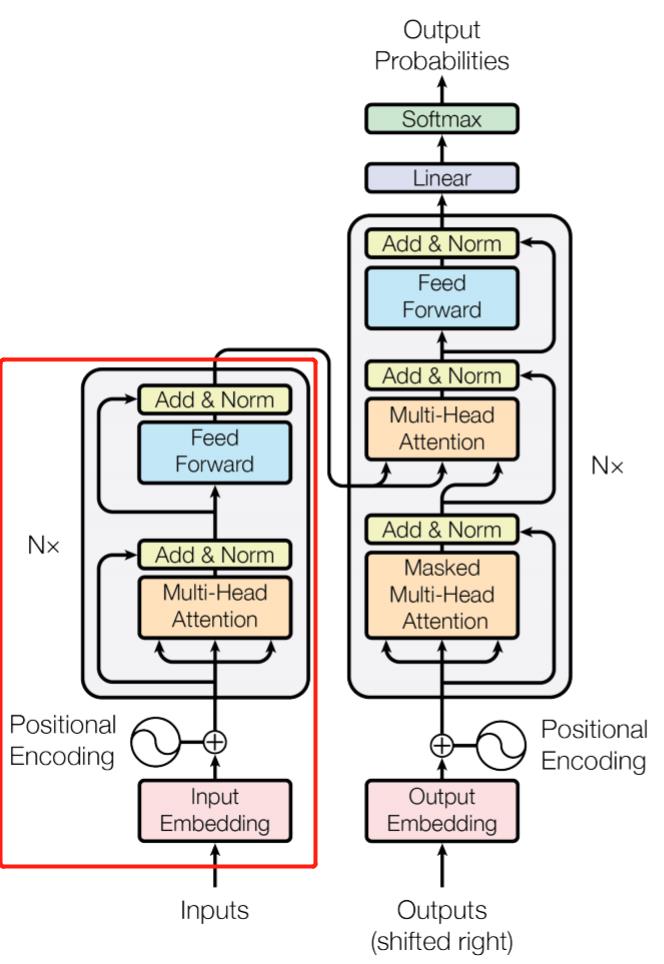 Output
Probabilities
Softmax
Linear
Add & Norm
Feed
Forward
Add & Norm
Multi-Head
Attention
Add & Norm
Masked
Multi-Head
Attention
Nx
Positional
Encoding
Output
Embedding
Outputs
(shifted right)
Add & Norm
Feed
Forward
Add & Norm
Multi-Head
Attention
Nx
Positional
Encoding
Input
Embedding
Inputs